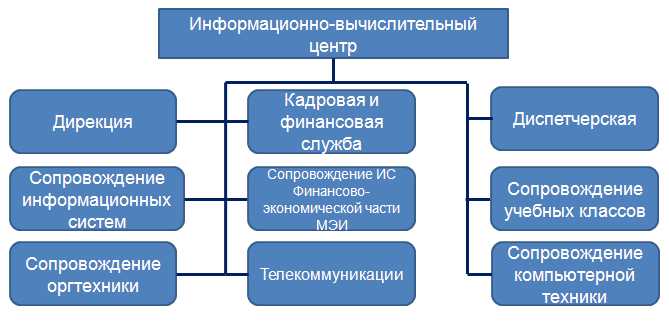 Информационно-вычислительный
центр
Дирекция
Кадровая и
финансовая
служба
Диспетчерская
Сопровождение
информационных
систем
Сопровождение ИС
Финансово-
экономической части
МЭИ
Сопровождение
учебных классов
Сопровождение
оргтехники
Телекоммуникации
Сопровождение
компьютерной
техники